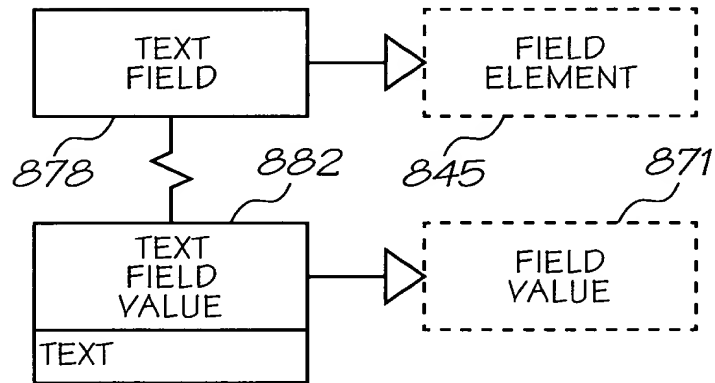 TEXT
FIELD
FIELD
ELEMENT
878
882
845
871
TEXT
FIELD
VALUE
FIELD
VALUE
TEXT